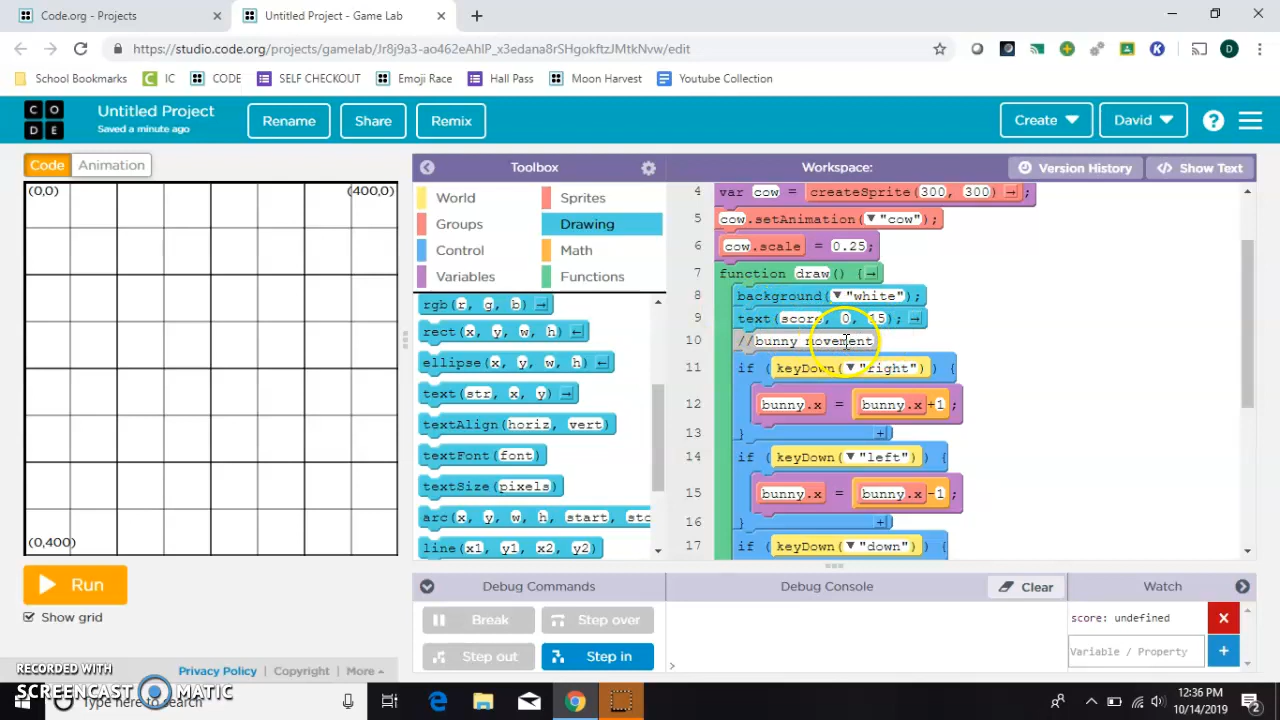 Code.org - Projects
Untitled Project - Game Lab
https://studio.code.org/projects/gamelab/Jr8j9a3-ao462eAhlP_x3edana8rSHgokftzJMtkNvw/edit
School Bookmarks IC CODE SELF CHECKOUT Emoji Race Hall Pass Moon Harvest Youtube Collection
C O D E
Untitled Project
Saved a minute ago
Rename Share Remix Create David
Code Animation
Toolbox
Workspace:
Version History
Show Text
(0,0) (400,0)
(0,400)
World Sprites
Groups Drawing
Control Math
Variables Functions
rgb(r, g, b)
rect(x, y, w, h)
ellipse(x, y, w, h)
text(str, x, y)
textAlign(horiz, vert)
textFont(font)
textSize(pixels)
arc(x, y, w, h, start, sto
line(x1, y1, x2, y2)
4 var cow = createSprite(300, 300);
5 cow.setAnimation("cow");
6 cow.scale = 0.25;
7 function draw() {
8 background("white");
9 text(score, 0, 15);
10 //bunny movement
11 if (keyDown("right")) {
12 bunny.x = bunny.x+1;
13 }
14 if (keyDown("left")) {
15 bunny.x = bunny.x-1;
16 }
17 if (keyDown("down")) {
Run
Show grid
Debug Commands
Debug Console
Clear
Watch
Break Step over
Step out Step in
>
score: undefined
Variable / Property
Privacy Policy | Copyright | More
RECORDED WITH
SCREENCAST MATIC
Type here to search
12:36 PM
10/14/2019
2